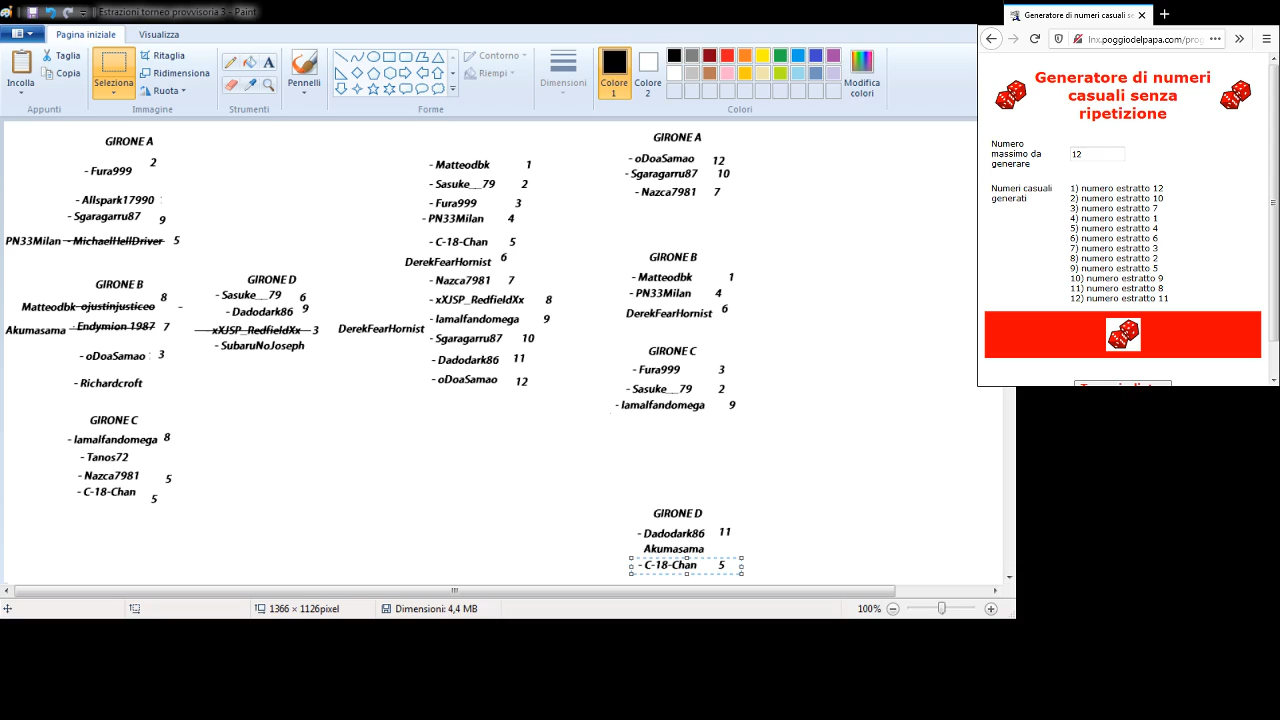 Estrazioni torneo provvisoria 3 - Paint
Pagina iniziale
Visualizza
Incolla
Taglia
Copia
Appunti
Seleziona
Ritaglia
Ridimensiona
Ruota
Immagine
Strumenti
Pennelli
Contorno
Riempi
Forme
Dimensioni
Colore 1
Colore 2
Modifica colori
Colori
GIRONE A
- Fura999 2
- Allspark17990
- Sgaragarru87 9
PN33Milan - MichaelHellDriver 5
GIRONE B
Matteodbk - ojustinjusticeo 8 -
Akumasama - Endymion 1987 7
- oDoaSamao 3
- Richardcroft
GIRONE C
- Iamalfandomega 8
- Tanos72
- Nazca7981 5
- C-18-Chan 5
GIRONE D
- Sasuke__79 6
- Dadodark86 9
- xXJSP_RedfieldXx 3 DerekFearHornist
- SubaruNoJoseph
- Matteodbk 1
- Sasuke__79 2
- Fura999 3
- PN33Milan 4
- C-18-Chan 5
DerekFearHornist 6
- Nazca7981 7
- xXJSP_RedfieldXx 8
- Iamalfandomega 9
- Sgaragarru87 10
- Dadodark86 11
- oDoaSamao 12
GIRONE A
- oDoaSamao 12
- Sgaragarru87 10
- Nazca7981 7
GIRONE B
- Matteodbk 1
- PN33Milan 4
DerekFearHornist 6
GIRONE C
- Fura999 3
- Sasuke__79 2
- Iamalfandomega 9
GIRONE D
- Dadodark86 11
Akumasama
- C-18-Chan 5
1366 × 1126pixel
Dimensioni: 4,4 MB
100%
Generatore di numeri casuali se
lnx.poggiodelpapa.com/prog
Generatore di numeri
casuali senza
ripetizione
Numero
massimo da
generare
12
Numeri casuali
generati
1) numero estratto 12
2) numero estratto 10
3) numero estratto 7
4) numero estratto 1
5) numero estratto 4
6) numero estratto 6
7) numero estratto 3
8) numero estratto 2
9) numero estratto 5
10) numero estratto 9
11) numero estratto 8
12) numero estratto 11